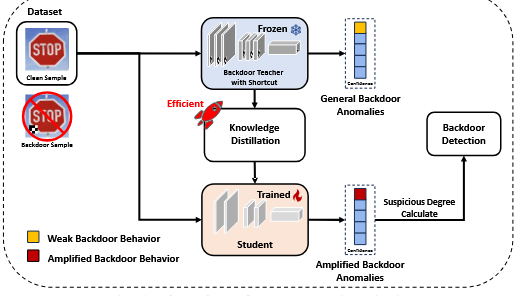 Dataset
STOP
Clean Sample
STOP
Backdoor Sample
Frozen
Backdoor Teacher
with Shortcut
Confidence
General Backdoor
Anomalies
Efficient
Knowledge
Distillation
Backdoor
Detection
Trained
Student
Confidence
Suspicious Degree
Calculate
Amplified Backdoor
Anomalies
Weak Backdoor Behavior
Amplified Backdoor Behavior